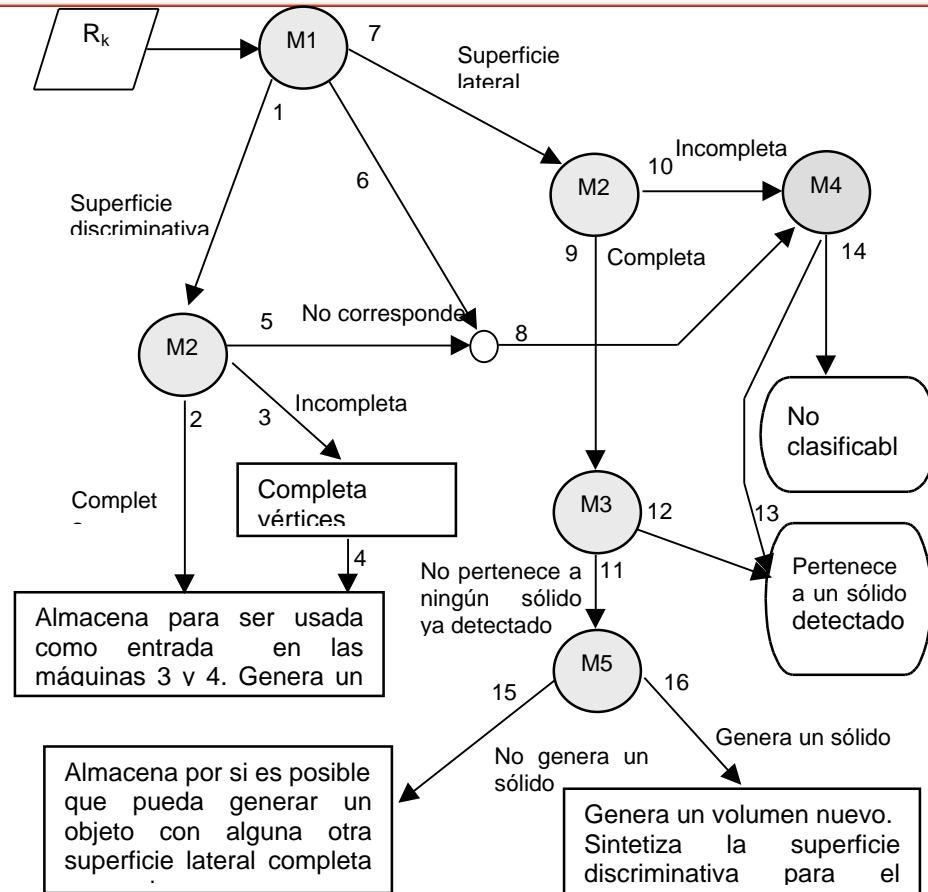 Rk
M1
7
Superficie
lateral
1
6
Superficie
discriminativa
M2
10
Incompleta
M4
9
Completa
14
5
No corresponde
8
M2
2
3
Incompleta
No
clasificabl
Complet
Completa
vértices
4
M3
12
13
11
No pertenece a
ningún sólido
ya detectado
Pertenece
a un sólido
detectado
Almacena para ser usada
como entrada en las
máquinas 3 y 4. Genera un
M5
15
16
No genera un
sólido
Genera un sólido
Almacena por si es posible
que pueda generar un
objeto con alguna otra
superficie lateral completa
Genera un volumen nuevo.
Sintetiza la superficie
discriminativa para el